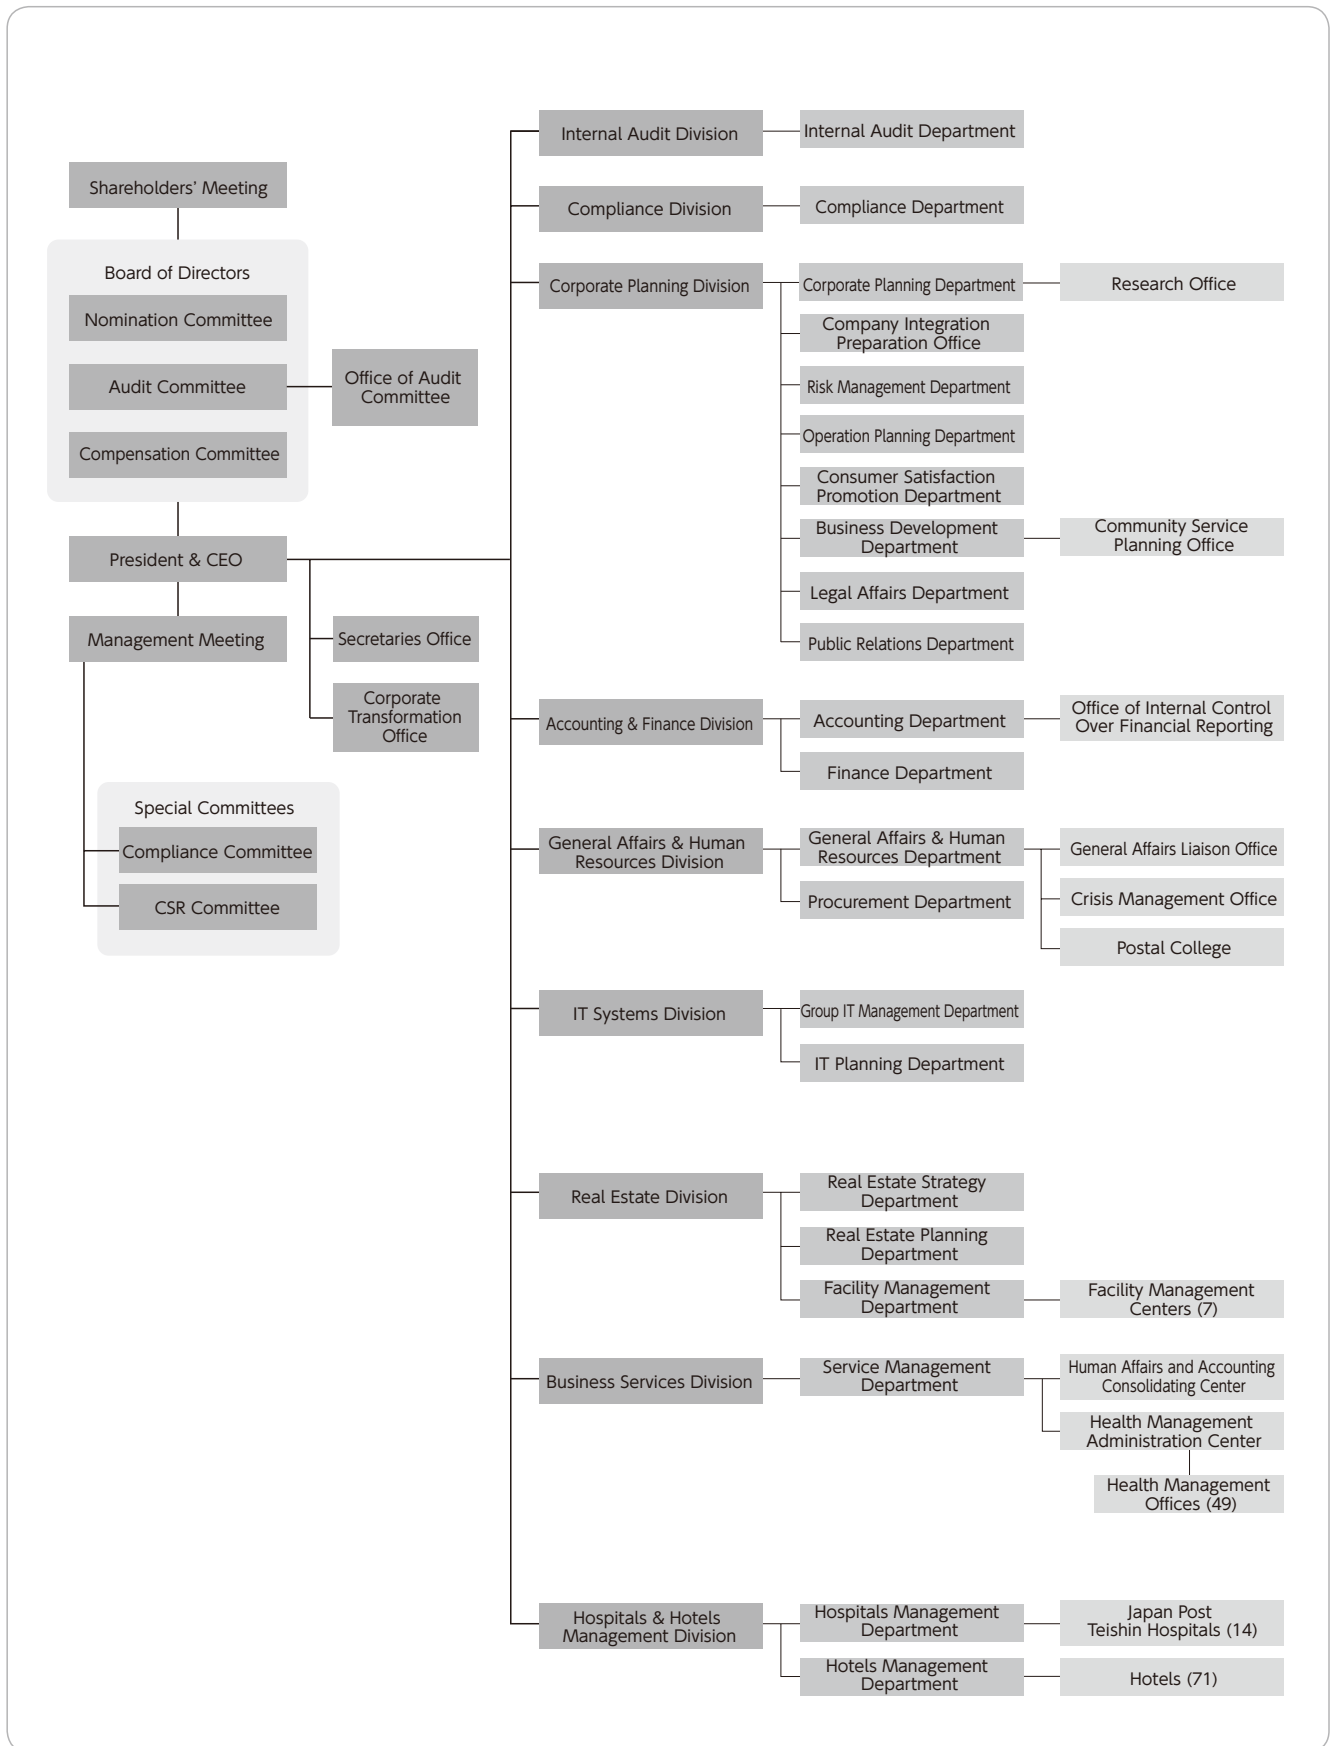 Shareholders' Meeting
Board of Directors
Nomination Committee
Audit Committee
Office of Audit
Committee
Compensation Committee
President & CEO
Management Meeting
Secretaries Office
Corporate
Transformation
Office
Special Committees
Compliance Committee
CSR Committee
Internal Audit Division
Internal Audit Department
Compliance Division
Compliance Department
Corporate Planning Division
Corporate Planning Department
Research Office
Company Integration
Preparation Office
Risk Management Department
Operation Planning Department
Consumer Satisfaction
Promotion Department
Business Development
Department
Community Service
Planning Office
Legal Affairs Department
Public Relations Department
Accounting & Finance Division
Accounting Department
Office of Internal Control
Over Financial Reporting
Finance Department
General Affairs & Human
Resources Division
General Affairs & Human
Resources Department
General Affairs Liaison Office
Crisis Management Office
Postal College
Procurement Department
IT Systems Division
Group IT Management Department
IT Planning Department
Real Estate Division
Real Estate Strategy
Department
Real Estate Planning
Department
Facility Management
Department
Facility Management
Centers (7)
Business Services Division
Service Management
Department
Human Affairs and Accounting
Consolidating Center
Health Management
Administration Center
Health Management
Offices (49)
Hospitals & Hotels
Management Division
Hospitals Management
Department
Japan Post
Teishin Hospitals (14)
Hotels Management
Department
Hotels (71)